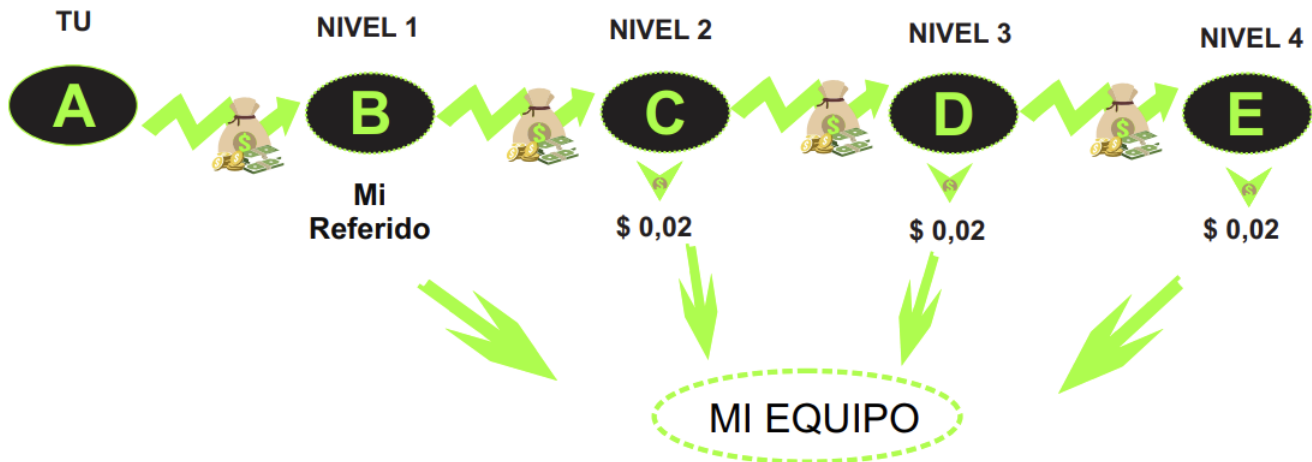 TU
NIVEL 1
NIVEL 2
NIVEL 3
NIVEL 4
A
B
C
D
E
Mi
Referido
$ 0,02
$ 0,02
$ 0,02
MI EQUIPO